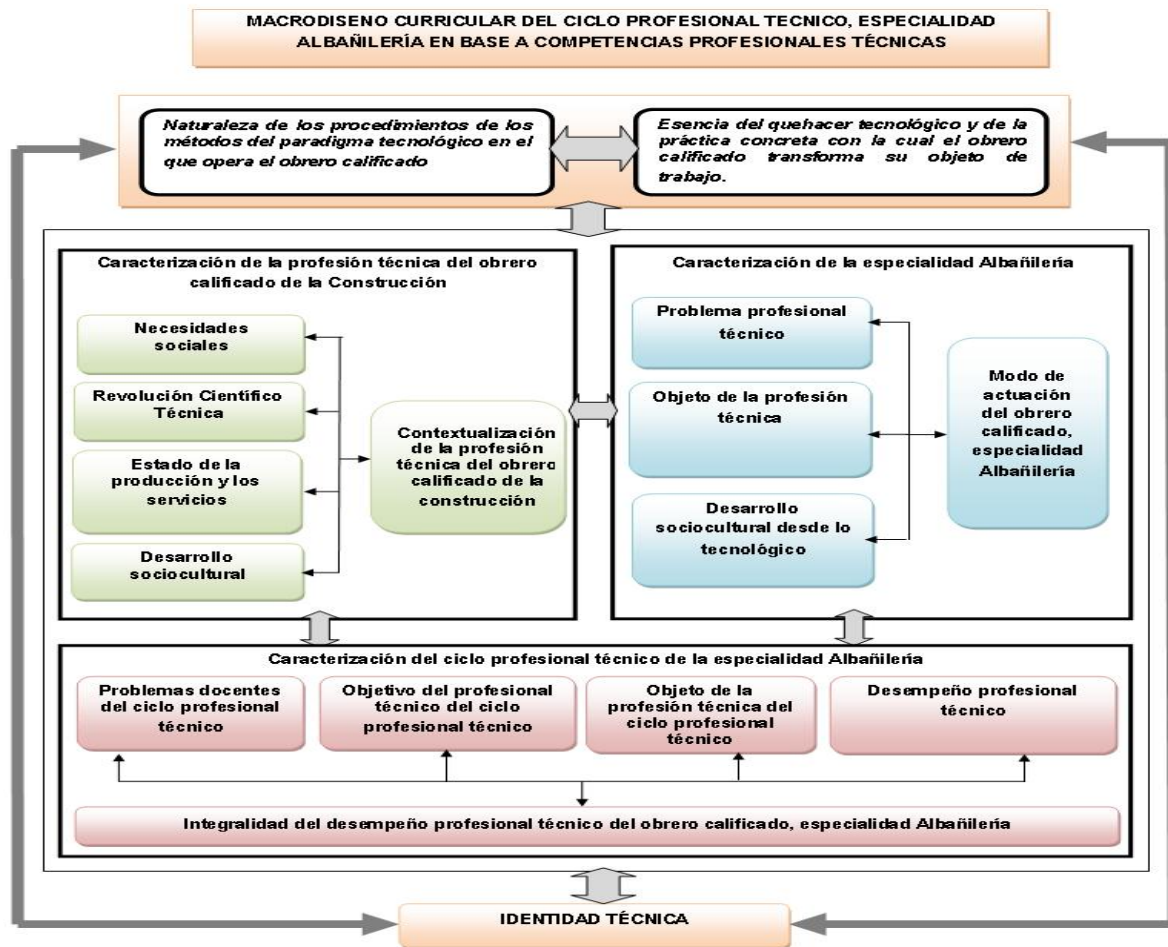 MACRODISENO CURRICULAR DEL CICLO PROFESIONAL TECNICO, ESPECIALIDAD
ALBAÑILERÍA EN BASE A COMPETENCIAS PROFESIONALES TÉCNICAS
Naturaleza de los procedimientos de los
métodos del paradigma tecnológico en el
que opera el obrero calificado
Esencia del quehacer tecnológico y de la
práctica concreta con la cual el obrero
calificado transforma su objeto de
trabajo.
Caracterización de la profesión técnica del obrero
calificado de la Construcción
Necesidades
sociales
Revolución Científico
Técnica
Estado de la
producción y los
servicios
Desarrollo
sociocultural
Contextualización
de la profesión
técnica del obrero
calificado de la
construcción
Caracterización de la especialidad Albañilería
Problema profesional
técnico
Objeto de la profesión
técnica
Desarrollo
sociocultural desde lo
tecnológico
Modo de
actuación
del obrero
calificado,
especialidad
Albañilería
Caracterización del ciclo profesional técnico de la especialidad Albañilería
Problemas docentes
del ciclo profesional
técnico
Objetivo del profesional
técnico del ciclo
profesional técnico
Objeto de la
profesión técnica del
ciclo profesional
técnico
Desempeño profesional
técnico
Integralidad del desempeño profesional técnico del obrero calificado, especialidad Albañilería
IDENTIDAD TÉCNICA